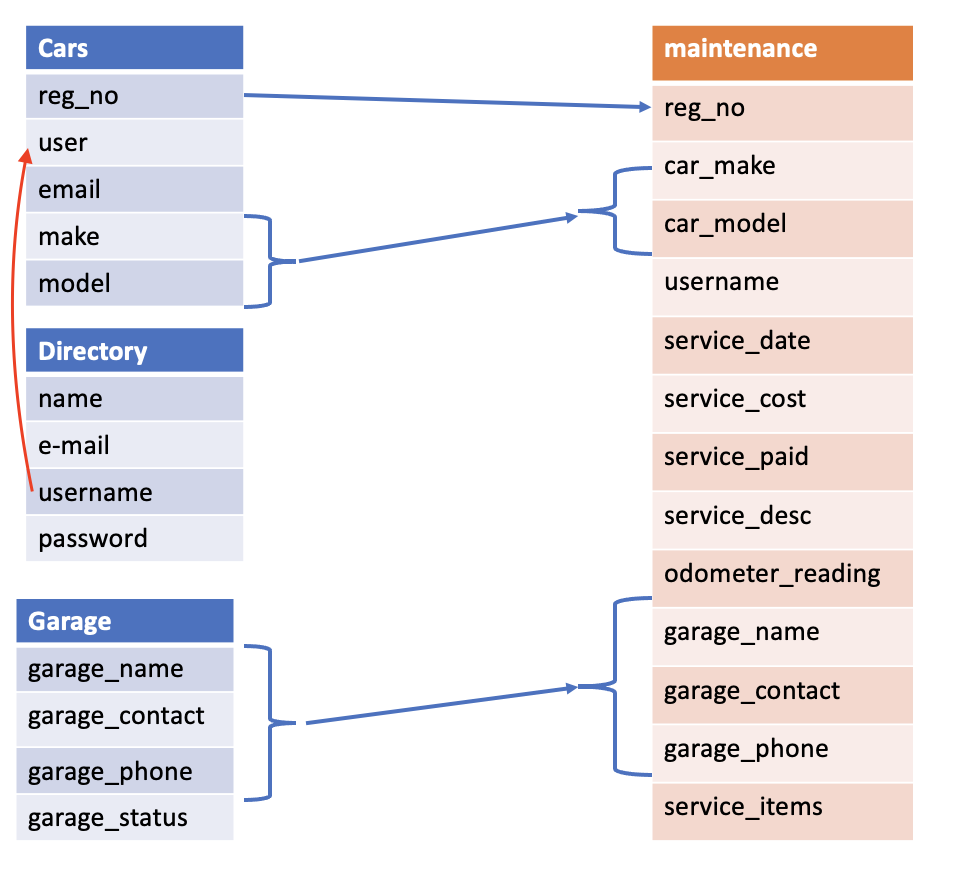 Cars
reg_no
user
email
make
model
Directory
name
e-mail
username
password
Garage
garage_name
garage_contact
garage_phone
garage_status
maintenance
reg_no
car_make
car_model
username
service_date
service_cost
service_paid
service_desc
odometer_reading
garage_name
garage_contact
garage_phone
service_items